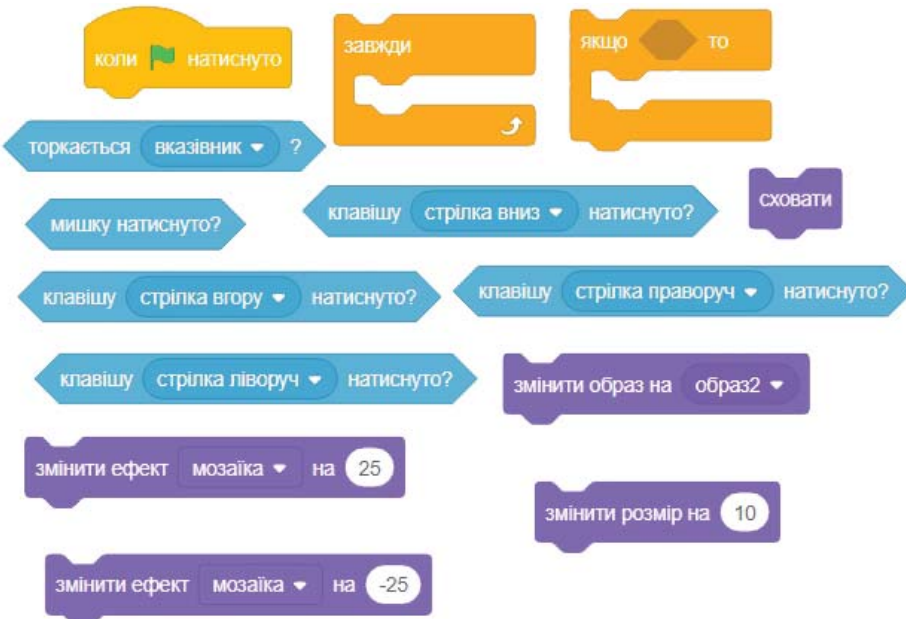 коли натиснуто
завжди
якщо то
торкається вказівник ?
мишку натиснуто?
клавішу стрілка вниз натиснуто?
сховати
клавішу стрілка вгору натиснуто?
клавішу стрілка праворуч натиснуто?
клавішу стрілка ліворуч натиснуто?
змінити образ на образ2
змінити ефект мозаїка на 25
змінити розмір на 10
змінити ефект мозаїка на -25